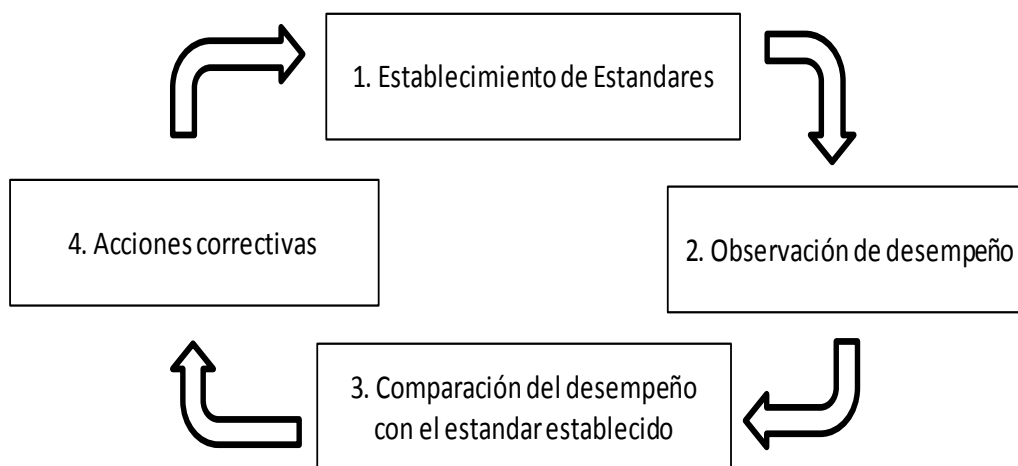 1. Establecimiento de Estandares
2. Observación de desempeño
3. Comparación del desempeño
con el estandar establecido
4. Acciones correctivas